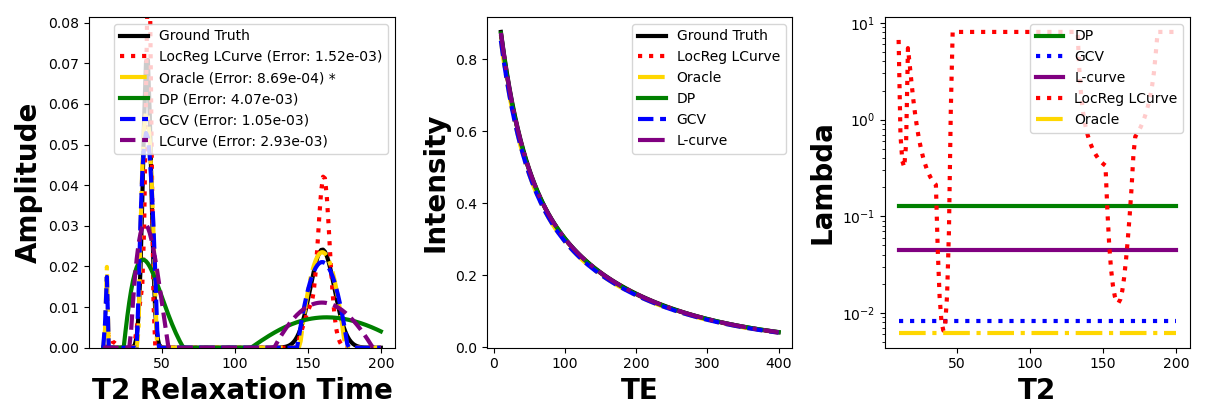 Amplitude
0.08
0.07
0.06
0.05
0.04
0.03
0.02
0.01
0.00
Ground Truth
LocReg LCurve (Error: 1.52e-03)
Oracle (Error: 8.69e-04) *
DP (Error: 4.07e-03)
GCV (Error: 1.05e-03)
LCurve (Error: 2.93e-03)
50 100 150 200
T2 Relaxation Time
Intensity
0.8
0.6
0.4
0.2
0.0
Ground Truth
LocReg LCurve
Oracle
DP
GCV
L-curve
0 100 200 300 400
TE
Lambda
10¹
10⁰
10⁻¹
10⁻²
DP
GCV
L-curve
LocReg LCurve
Oracle
50 100 150 200
T2